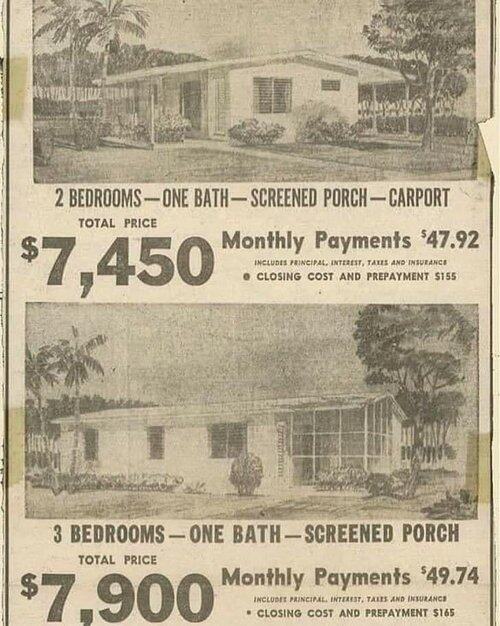 2 BEDROOMS — ONE BATH — SCREENED PORCH — CARPORT
TOTAL PRICE
$7,450
Monthly Payments $47.92
INCLUDES PRINCIPAL, INTEREST, TAXES AND INSURANCE
• CLOSING COST AND PREPAYMENT $155
3 BEDROOMS — ONE BATH — SCREENED PORCH
TOTAL PRICE
$7,900
Monthly Payments $49.74
INCLUDES PRINCIPAL, INTEREST, TAXES AND INSURANCE
• CLOSING COST AND PREPAYMENT $165